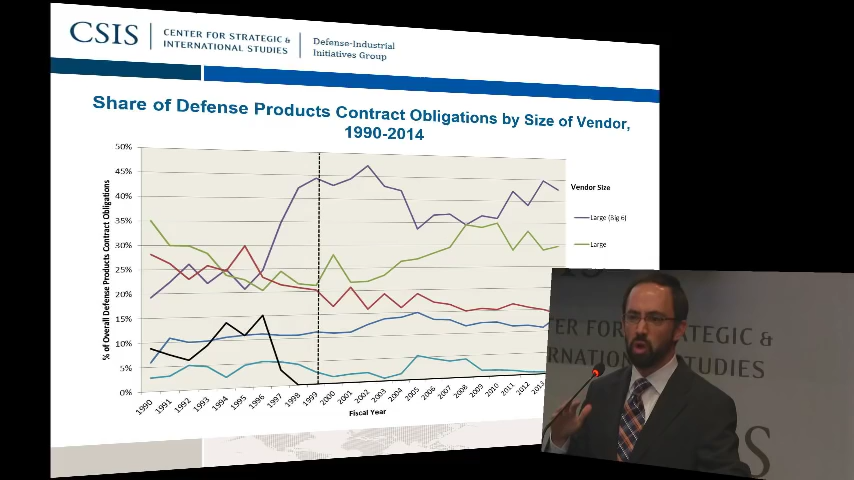 CSIS
CENTER FOR STRATEGIC &
INTERNATIONAL STUDIES
Defense-Industrial
Initiatives Group
Share of Defense Products Contract Obligations by Size of Vendor,
1990-2014
% of Overall Defense Products Contract Obligations
50%
45%
40%
35%
30%
25%
20%
15%
10%
5%
0%
1990
1991
1992
1993
1994
1995
1996
1997
1998
1999
2000
2001
2002
2003
2004
2005
2006
2007
2008
2009
2010
2011
2012
2013
Fiscal Year
Vendor Size
Large (Big 6)
Large
ER FOR STRATEGIC &
RNATIONAL STUDIES
S